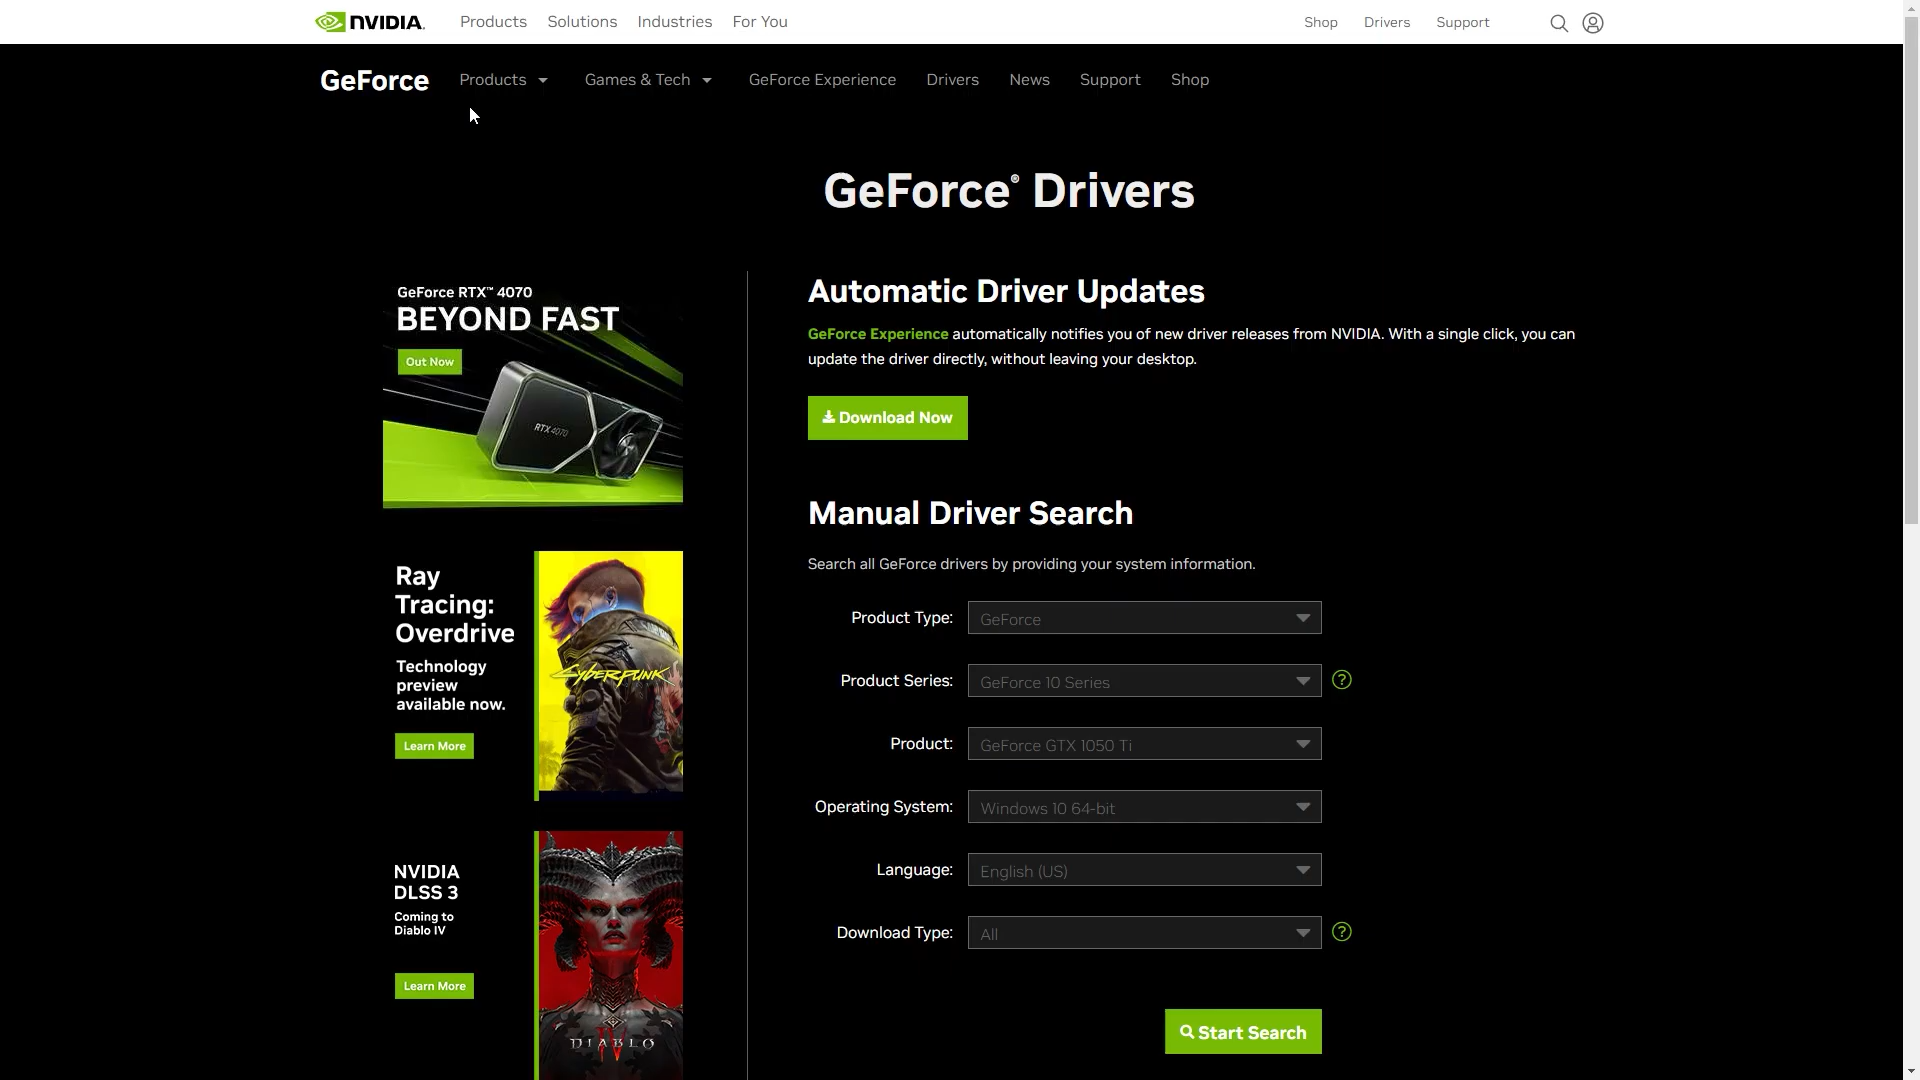 NVIDIA.
Products Solutions Industries For You
Shop Drivers Support
GeForce
Products Games & Tech GeForce Experience Drivers News Support Shop
GeForce® Drivers
GeForce RTX™ 4070
BEYOND FAST
Out Now
RTX 4070
Ray
Tracing:
Overdrive
Technology
preview
available now.
Learn More
CYBERPUNK
NVIDIA
DLSS 3
Coming to
Diablo IV
Learn More
DIABLO
IV
Automatic Driver Updates
GeForce Experience automatically notifies you of new driver releases from NVIDIA. With a single click, you can
update the driver directly, without leaving your desktop.
Download Now
Manual Driver Search
Search all GeForce drivers by providing your system information.
Product Type: GeForce
Product Series: GeForce 10 Series ?
Product: GeForce GTX 1050 Ti
Operating System: Windows 10 64-bit
Language: English (US)
Download Type: All ?
Start Search